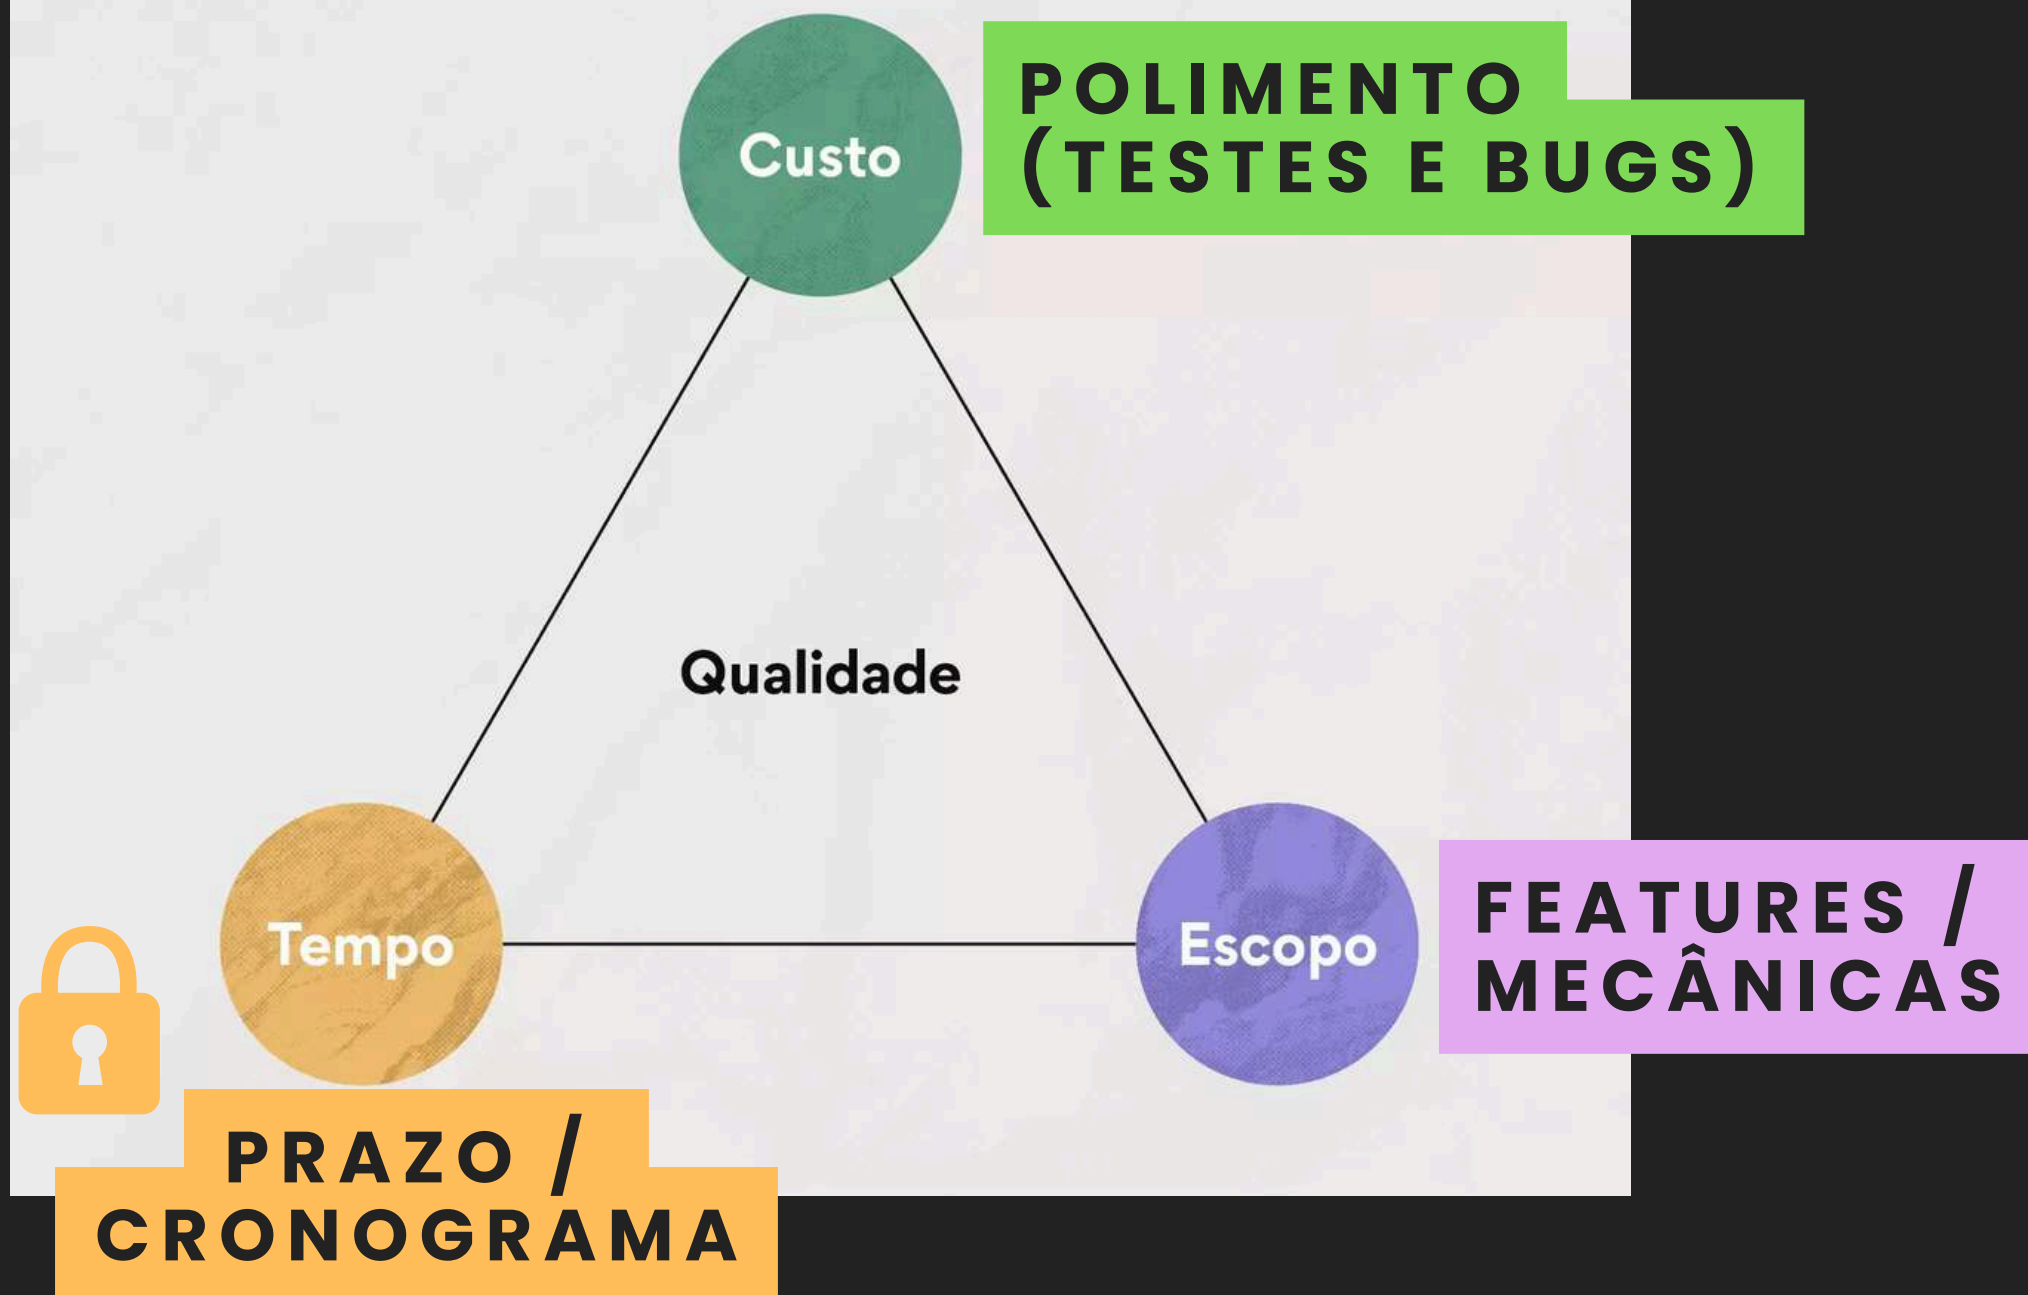 Custo
POLIMENTO
(TESTES E BUGS)
Qualidade
Tempo
Escopo
FEATURES /
MECÂNICAS
PRAZO /
CRONOGRAMA